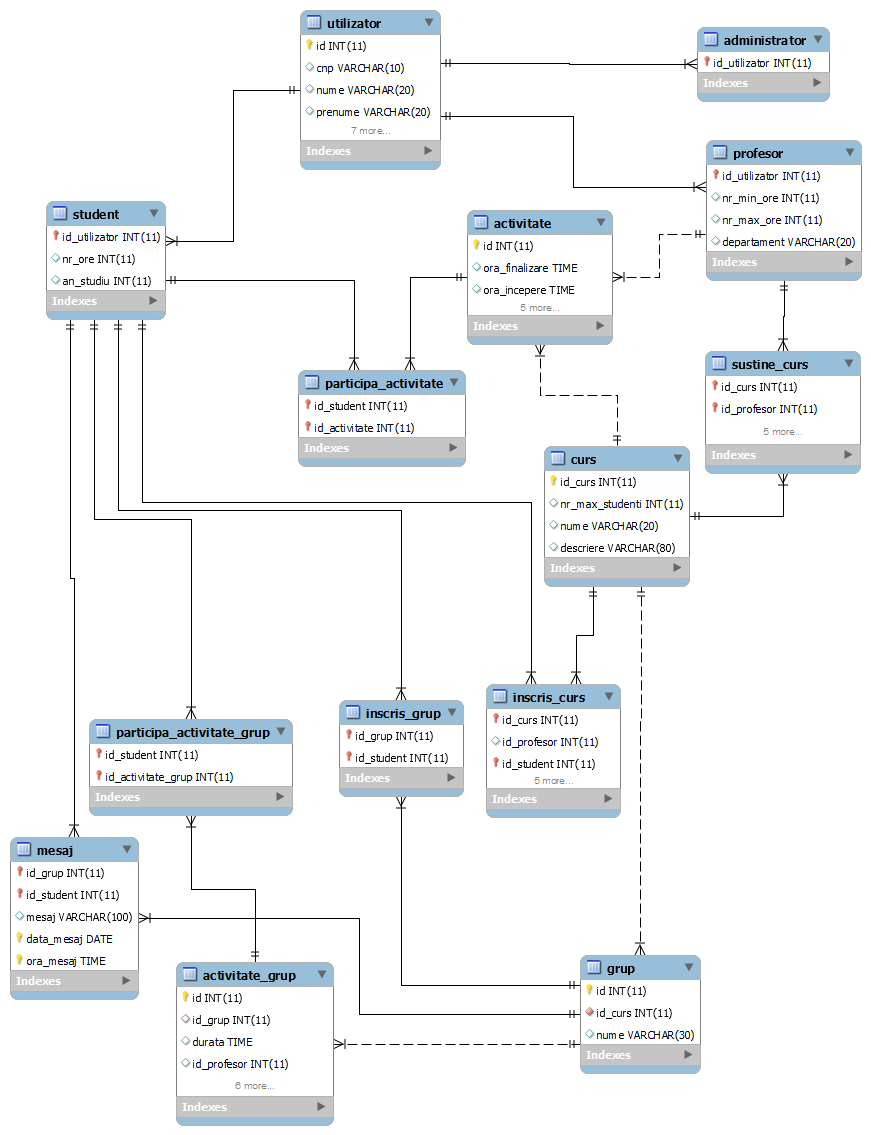 utilizator
id INT(11)
cnp VARCHAR(10)
nume VARCHAR(20)
prenume VARCHAR(20)
7 more...
Indexes
administrator
id_utilizator INT(11)
Indexes
profesor
id_utilizator INT(11)
nr_min_ore INT(11)
nr_max_ore INT(11)
departament VARCHAR(20)
Indexes
student
id_utilizator INT(11)
nr_ore INT(11)
an_studiu INT(11)
Indexes
activitate
id INT(11)
ora_finalizare TIME
ora_incepere TIME
5 more...
Indexes
participa_activitate
id_student INT(11)
id_activitate INT(11)
Indexes
sustine_curs
id_curs INT(11)
id_profesor INT(11)
5 more...
Indexes
curs
id_curs INT(11)
nr_max_studenti INT(11)
nume VARCHAR(20)
descriere VARCHAR(80)
Indexes
participa_activitate_grup
id_student INT(11)
id_activitate_grup INT(11)
Indexes
inscris_grup
id_grup INT(11)
id_student INT(11)
Indexes
inscris_curs
id_curs INT(11)
id_profesor INT(11)
id_student INT(11)
5 more...
Indexes
mesaj
id_grup INT(11)
id_student INT(11)
mesaj VARCHAR(100)
data_mesaj DATE
ora_mesaj TIME
Indexes
activitate_grup
id INT(11)
id_grup INT(11)
durata TIME
id_profesor INT(11)
6 more...
Indexes
grup
id INT(11)
id_curs INT(11)
nume VARCHAR(30)
Indexes